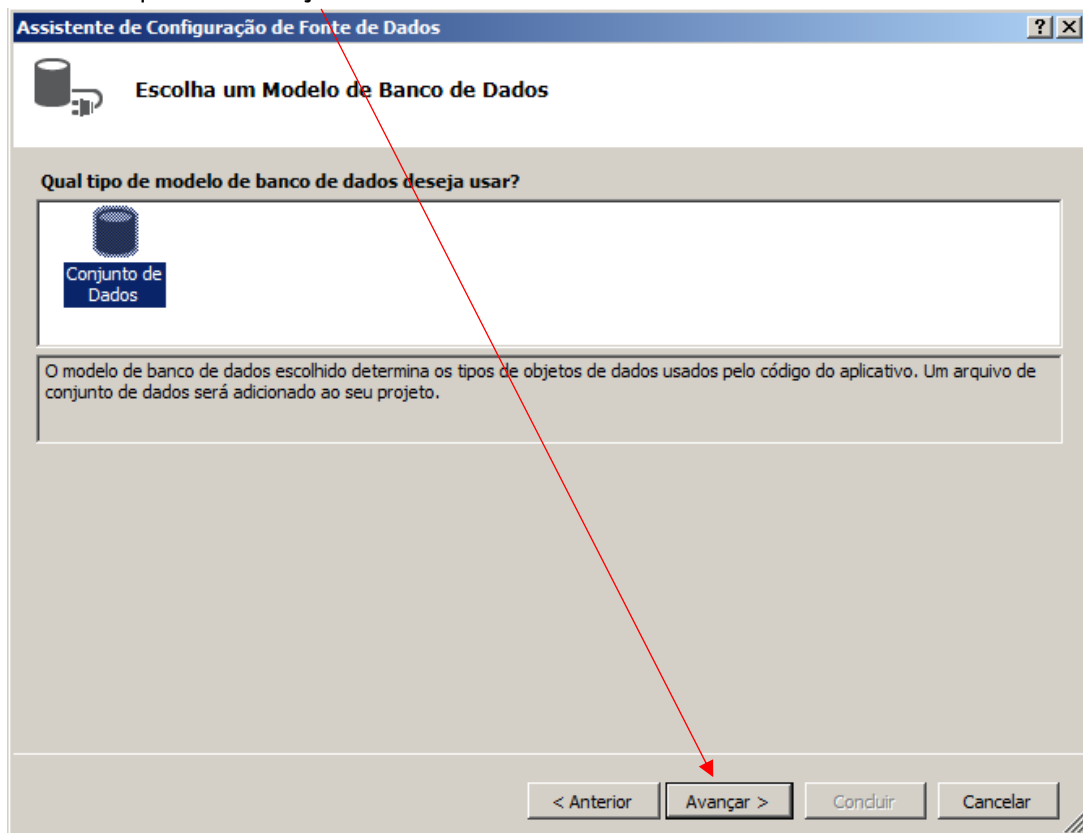 Assistente de Configuração de Fonte de Dados
Escolha um Modelo de Banco de Dados
Qual tipo de modelo de banco de dados deseja usar?
Conjunto de
Dados
O modelo de banco de dados escolhido determina os tipos de objetos de dados usados pelo código do aplicativo. Um arquivo de
conjunto de dados será adicionado ao seu projeto.
< Anterior
Avançar >
Concluir
Cancelar